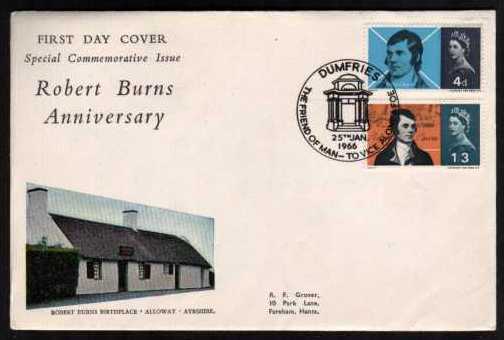 FIRST DAY COVER
Special Commemorative Issue
Robert Burns
Anniversary
4d
1'3
DUMFRIES
THE FRIEND OF MAN - TO VICE ALONE
25TH JAN.
1966
ROBERT BURNS BIRTHPLACE · ALLOWAY · AYRSHIRE.
R. F. Grover,
10 Park Lane,
Fareham, Hants.